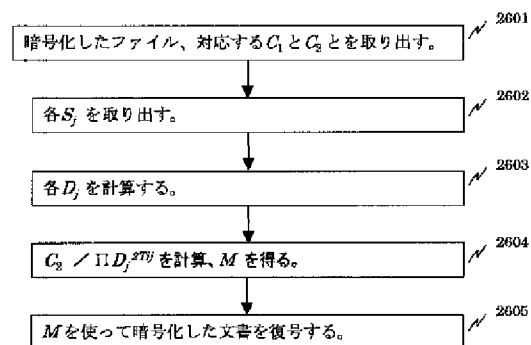 2601
暗号化したファイル、対応するC₁とC₂とを取り出す。
2602
各Sⱼ を取り出す。
2603
各Dⱼ を計算する。
2604
C₂ ／ ΠDⱼ を計算、M を得る。
2605
Mを使って暗号化した文書を復号する。